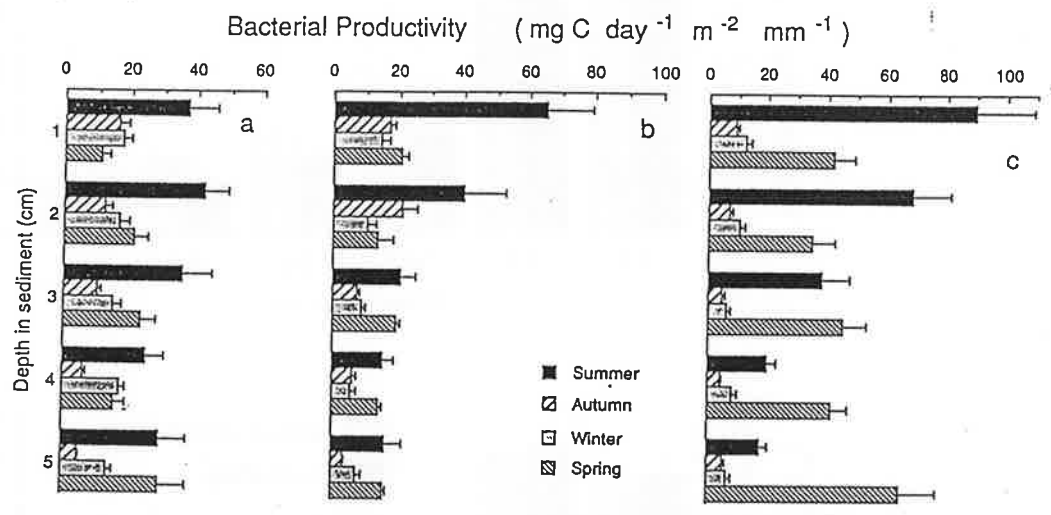 Bacterial Productivity ( mg C day -1 m -2 mm -1 )
0 20 40 60
0 20 40 60 80 100
0 20 40 60 80 100
a
b
c
Depth in sediment (cm)
1
2
3
4
5
Summer
Autumn
Winter
Spring